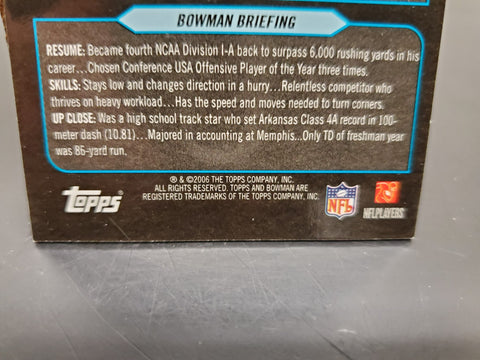 BOWMAN BRIEFING
RESUME: Became fourth NCAA Division I-A back to surpass 6,000 rushing yards in his
career...Chosen Conference USA Offensive Player of the Year three times.
SKILLS: Stays low and changes direction in a hurry...Relentless competitor who
thrives on heavy workload...Has the speed and moves needed to turn corners.
UP CLOSE: Was a high school track star who set Arkansas Class 4A record in 100-
meter dash (10.81)...Majored in accounting at Memphis...Only TD of freshman year
was 86-yard run.
® & ©2006 THE TOPPS COMPANY, INC.
ALL RIGHTS RESERVED. TOPPS AND BOWMAN ARE
REGISTERED TRADEMARKS OF THE TOPPS COMPANY, INC.
Topps
NFL
NFLPLAYERS